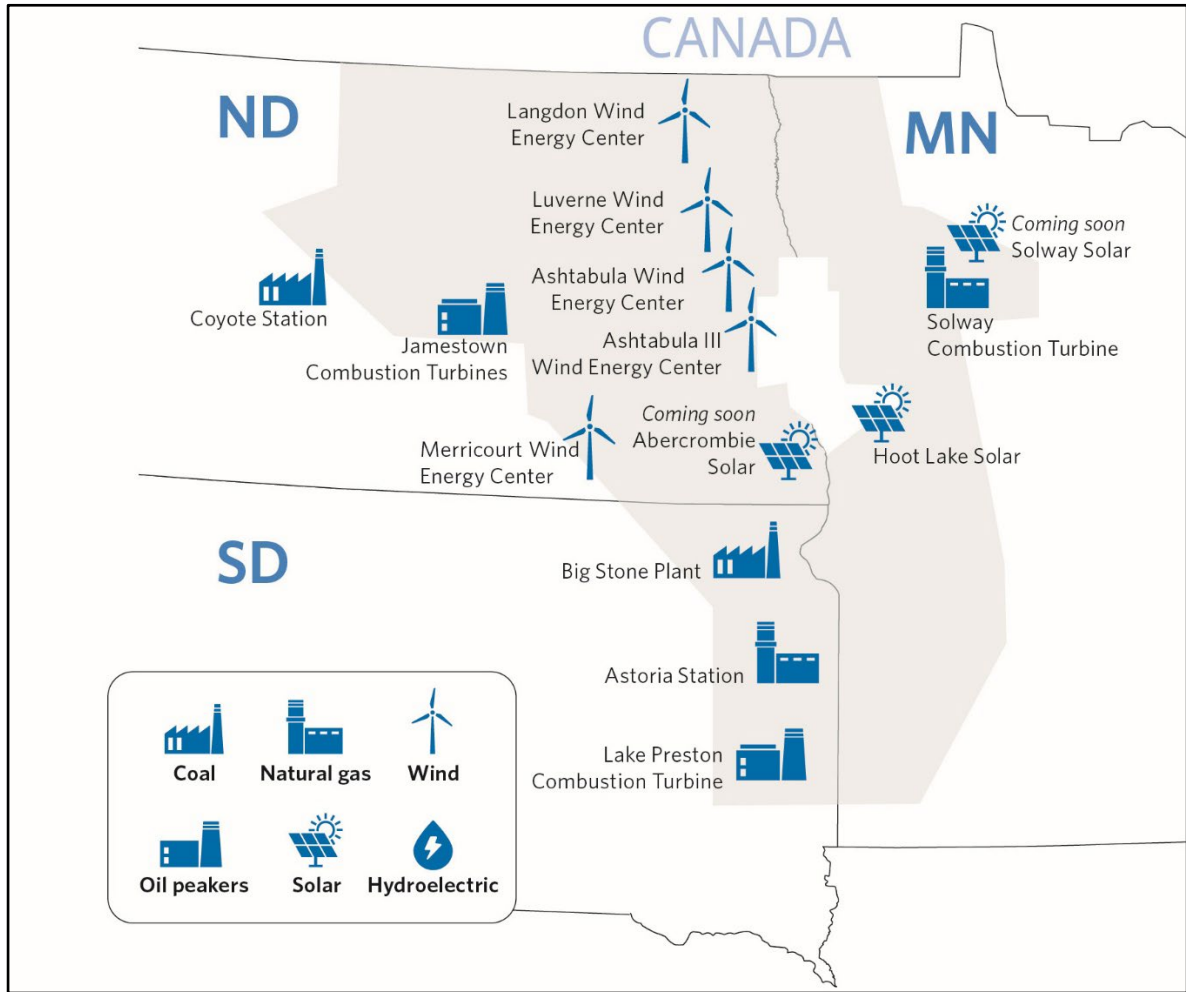 CANADA
ND
MN
Langdon Wind
Energy Center
Luverne Wind
Energy Center
Coming soon
Solway Solar
Ashtabula Wind
Energy Center
Coyote Station
Jamestown
Combustion Turbines
Ashtabula III
Wind Energy Center
Solway
Combustion Turbine
Coming soon
Abercrombie
Solar
Merricourt Wind
Energy Center
Hoot Lake Solar
SD
Big Stone Plant
Astoria Station
Lake Preston
Combustion Turbine
Coal
Natural gas
Wind
Oil peakers
Solar
Hydroelectric